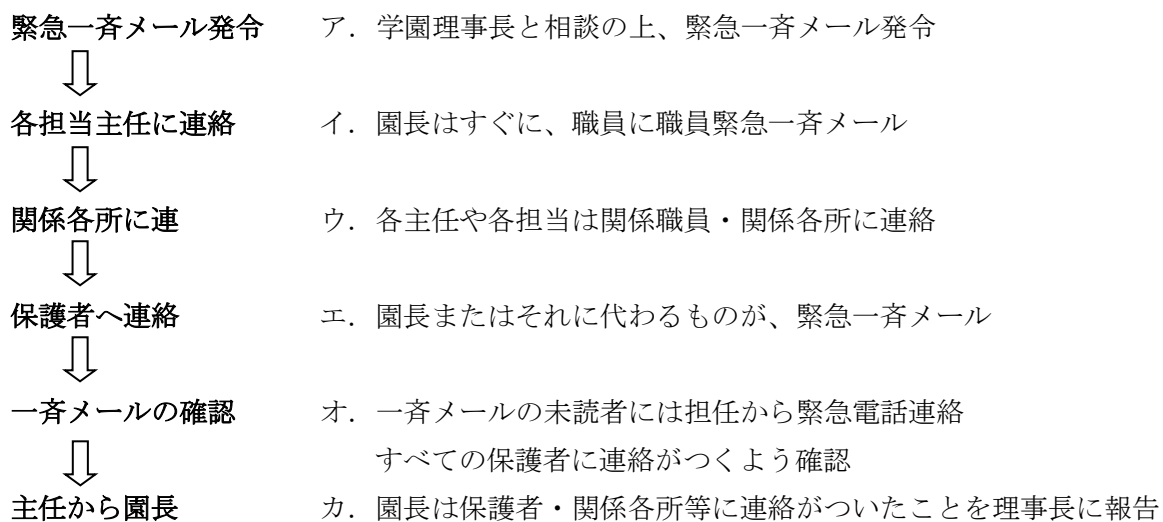 緊急一斉メール発令 ア．学園理事長と相談の上、緊急一斉メール発令
各担当主任に連絡 イ．園長はすぐに、職員に職員緊急一斉メール
関係各所に連 ウ．各主任や各担当は関係職員・関係各所に連絡
保護者へ連絡 エ．園長またはそれに代わるものが、緊急一斉メール
一斉メールの確認 オ．一斉メールの未読者には担任から緊急電話連絡
すべての保護者に連絡がつくよう確認
主任から園長 カ．園長は保護者・関係各所等に連絡がついたことを理事長に報告